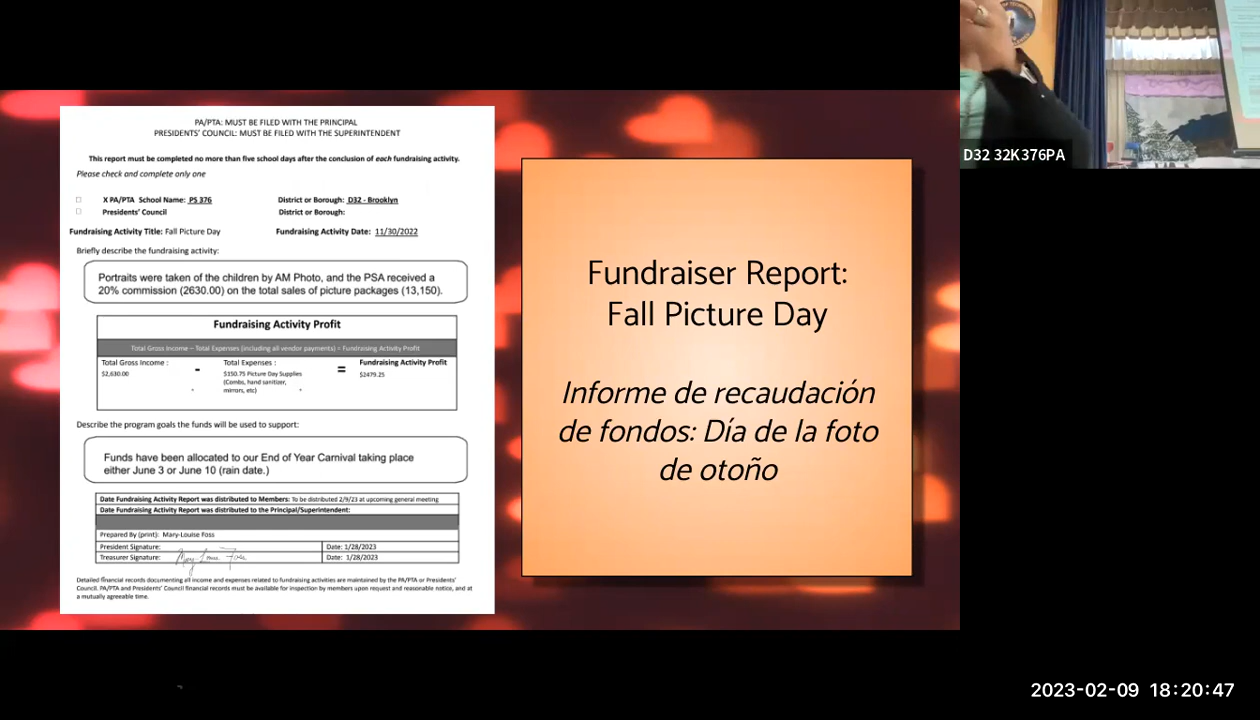 PA/PTA: MUST BE FILED WITH THE PRINCIPAL
PRESIDENTS' COUNCIL: MUST BE FILED WITH THE SUPERINTENDENT
This report must be completed no more than five school days after the conclusion of each fundraising activity.
Please check and complete only one
X PA/PTA School Name: PS 376 District or Borough: D32 - Brooklyn
Presidents' Council District or Borough:
Fundraising Activity Title: Fall Picture Day Fundraising Activity Date: 11/30/2022
Briefly describe the fundraising activity:
Portraits were taken of the children by AM Photo, and the PSA received a
20% commission (2630.00) on the total sales of picture packages (13,150).
Fundraising Activity Profit
Total Gross Income – Total Expenses (including all vendor payments) = Fundraising Activity Profit
Total Gross Income : Total Expenses : Fundraising Activity Profit
$2,630.00 - $150.75 Picture Day Supplies = $2479.25
(Combs, hand sanitizer,
mirrors, etc)
Describe the program goals the funds will be used to support:
Funds have been allocated to our End of Year Carnival taking place
either June 3 or June 10 (rain date.)
Date Fundraising Activity Report was distributed to Members: To be distributed 2/9/23 at upcoming general meeting
Date Fundraising Activity Report was distributed to the Principal/Superintendent:
Prepared By (print): Mary-Louise Foss
President Signature: Date: 1/28/2023
Treasurer Signature: Mary-Louise Foss Date: 1/28/2023
Detailed financial records documenting all income and expenses related to fundraising activities are maintained by the PA/PTA or Presidents'
Council. PA/PTA and Presidents' Council financial records must be available for inspection by members upon request and reasonable notice, and at
a mutually agreeable time.
Fundraiser Report:
Fall Picture Day
Informe de recaudación
de fondos: Día de la foto
de otoño
D32 32K376PA
2023-02-09 18:20:47